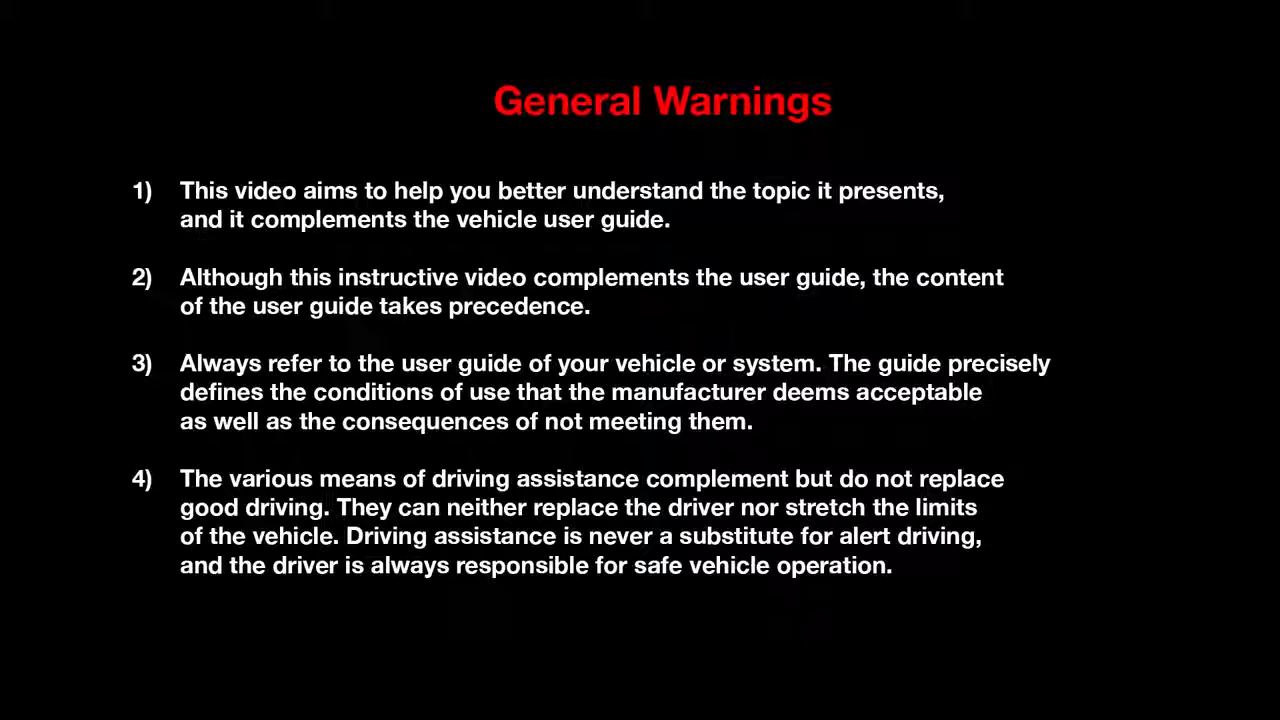 General Warnings
1) This video aims to help you better understand the topic it presents,
and it complements the vehicle user guide.
2) Although this instructive video complements the user guide, the content
of the user guide takes precedence.
3) Always refer to the user guide of your vehicle or system. The guide precisely
defines the conditions of use that the manufacturer deems acceptable
as well as the consequences of not meeting them.
4) The various means of driving assistance complement but do not replace
good driving. They can neither replace the driver nor stretch the limits
of the vehicle. Driving assistance is never a substitute for alert driving,
and the driver is always responsible for safe vehicle operation.